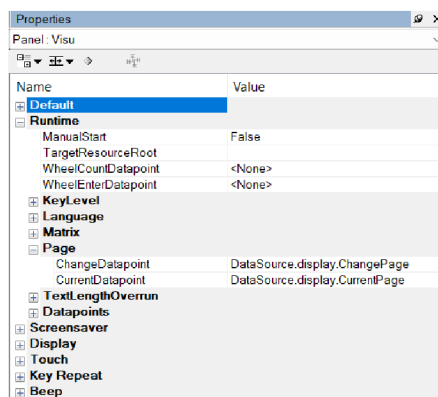 Properties
Panel : Visu
Name Value
Default
Runtime
ManualStart False
TargetResourceRoot
WheelCountDatapoint <None>
WheelEnterDatapoint <None>
KeyLevel
Language
Matrix
Page
ChangeDatapoint DataSource.display.ChangePage
CurrentDatapoint DataSource.display.CurrentPage
TextLengthOverrun
Datapoints
Screensaver
Display
Touch
Key Repeat
Beep